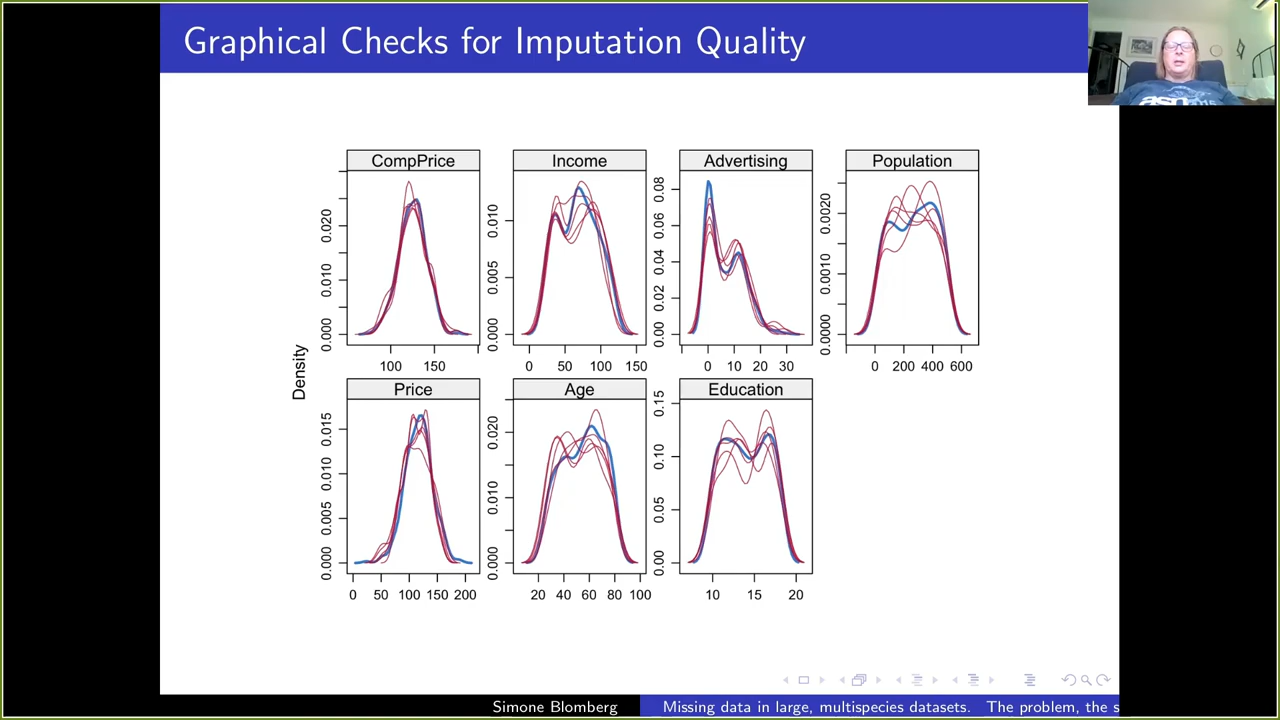 Graphical Checks for Imputation Quality
CompPrice
Income
Advertising
Population
0.000 0.010 0.020
0.000 0.005 0.010
0.00 0.02 0.04 0.06 0.08
0.0000 0.0010 0.0020
100 150
0 50 100 150
0 10 20 30
0 200 400 600
Density
Price
Age
Education
0.000 0.005 0.010 0.015
0.000 0.010 0.020
0.00 0.05 0.10 0.15
0 50 100 150 200
20 40 60 80 100
10 15 20
Simone Blomberg
Missing data in large, multispecies datasets. The problem, the s